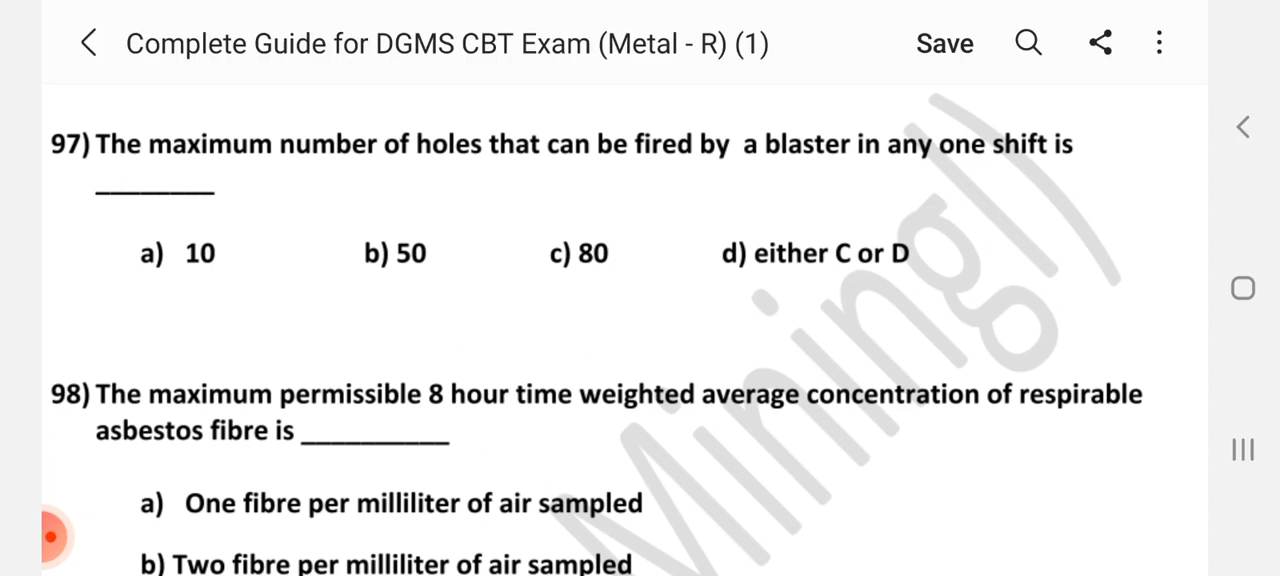 Complete Guide for DGMS CBT Exam (Metal - R) (1) Save
97) The maximum number of holes that can be fired by a blaster in any one shift is
________
a) 10 b) 50 c) 80 d) either C or D
98) The maximum permissible 8 hour time weighted average concentration of respirable
asbestos fibre is __________
a) One fibre per milliliter of air sampled
b) Two fibre per milliliter of air sampled
Mining!)